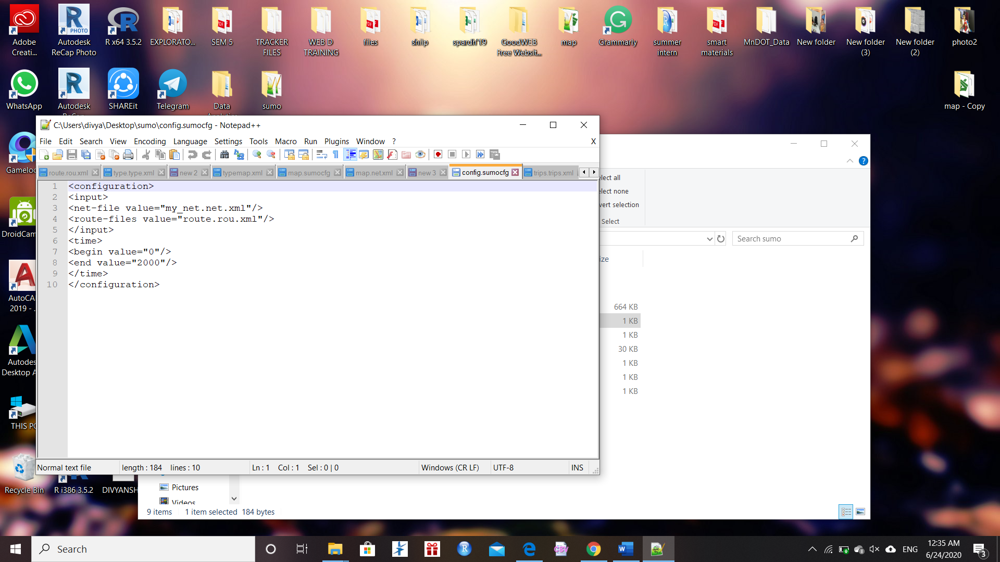 Adobe Creati...
Autodesk ReCap Photo
R x64 3.5.2
EXPLORATO...
SEM 5
TRACKER FILES
WEB D TRAINING
files
shilp
spardh'19
GoodWEB Free Websit...
map
Grammarly
summer intern
smart materials
MnDOT_Data
New folder
New folder (3)
New folder (2)
photo2
WhatsApp
Autodesk
SHAREit
Telegram
Data
sumo
map - Copy
C:\Users\divya\Desktop\sumo\config.sumocfg - Notepad++
File Edit Search View Encoding Language Settings Tools Macro Run Plugins Window ? X
route.rou.xml type.type.xml new 2 typemap.xml map.sumocfg map.net.xml new 3 config.sumocfg trips.trips.xml
1 <configuration>
2 <input>
3 <net-file value="my_net.net.xml"/>
4 <route-files value="route.rou.xml"/>
5 </input>
6 <time>
7 <begin value="0"/>
8 <end value="2000"/>
9 </time>
10 </configuration>
Normal text file length : 184 lines : 10 Ln : 1 Col : 1 Sel : 0 | 0 Windows (CR LF) UTF-8 INS
Gameloo
DroidCam
AutoCA
2019 - .
Autodes
Desktop A
THIS PC
Recycle Bin
R i386 3.5.2
DIVYANSH
elect all
elect none
vert selection
Select
Search sumo
ize
664 KB
1 KB
1 KB
30 KB
1 KB
1 KB
1 KB
Pictures
Videos
9 items 1 item selected 184 bytes
Search
ENG
12:35 AM
6/24/2020
3